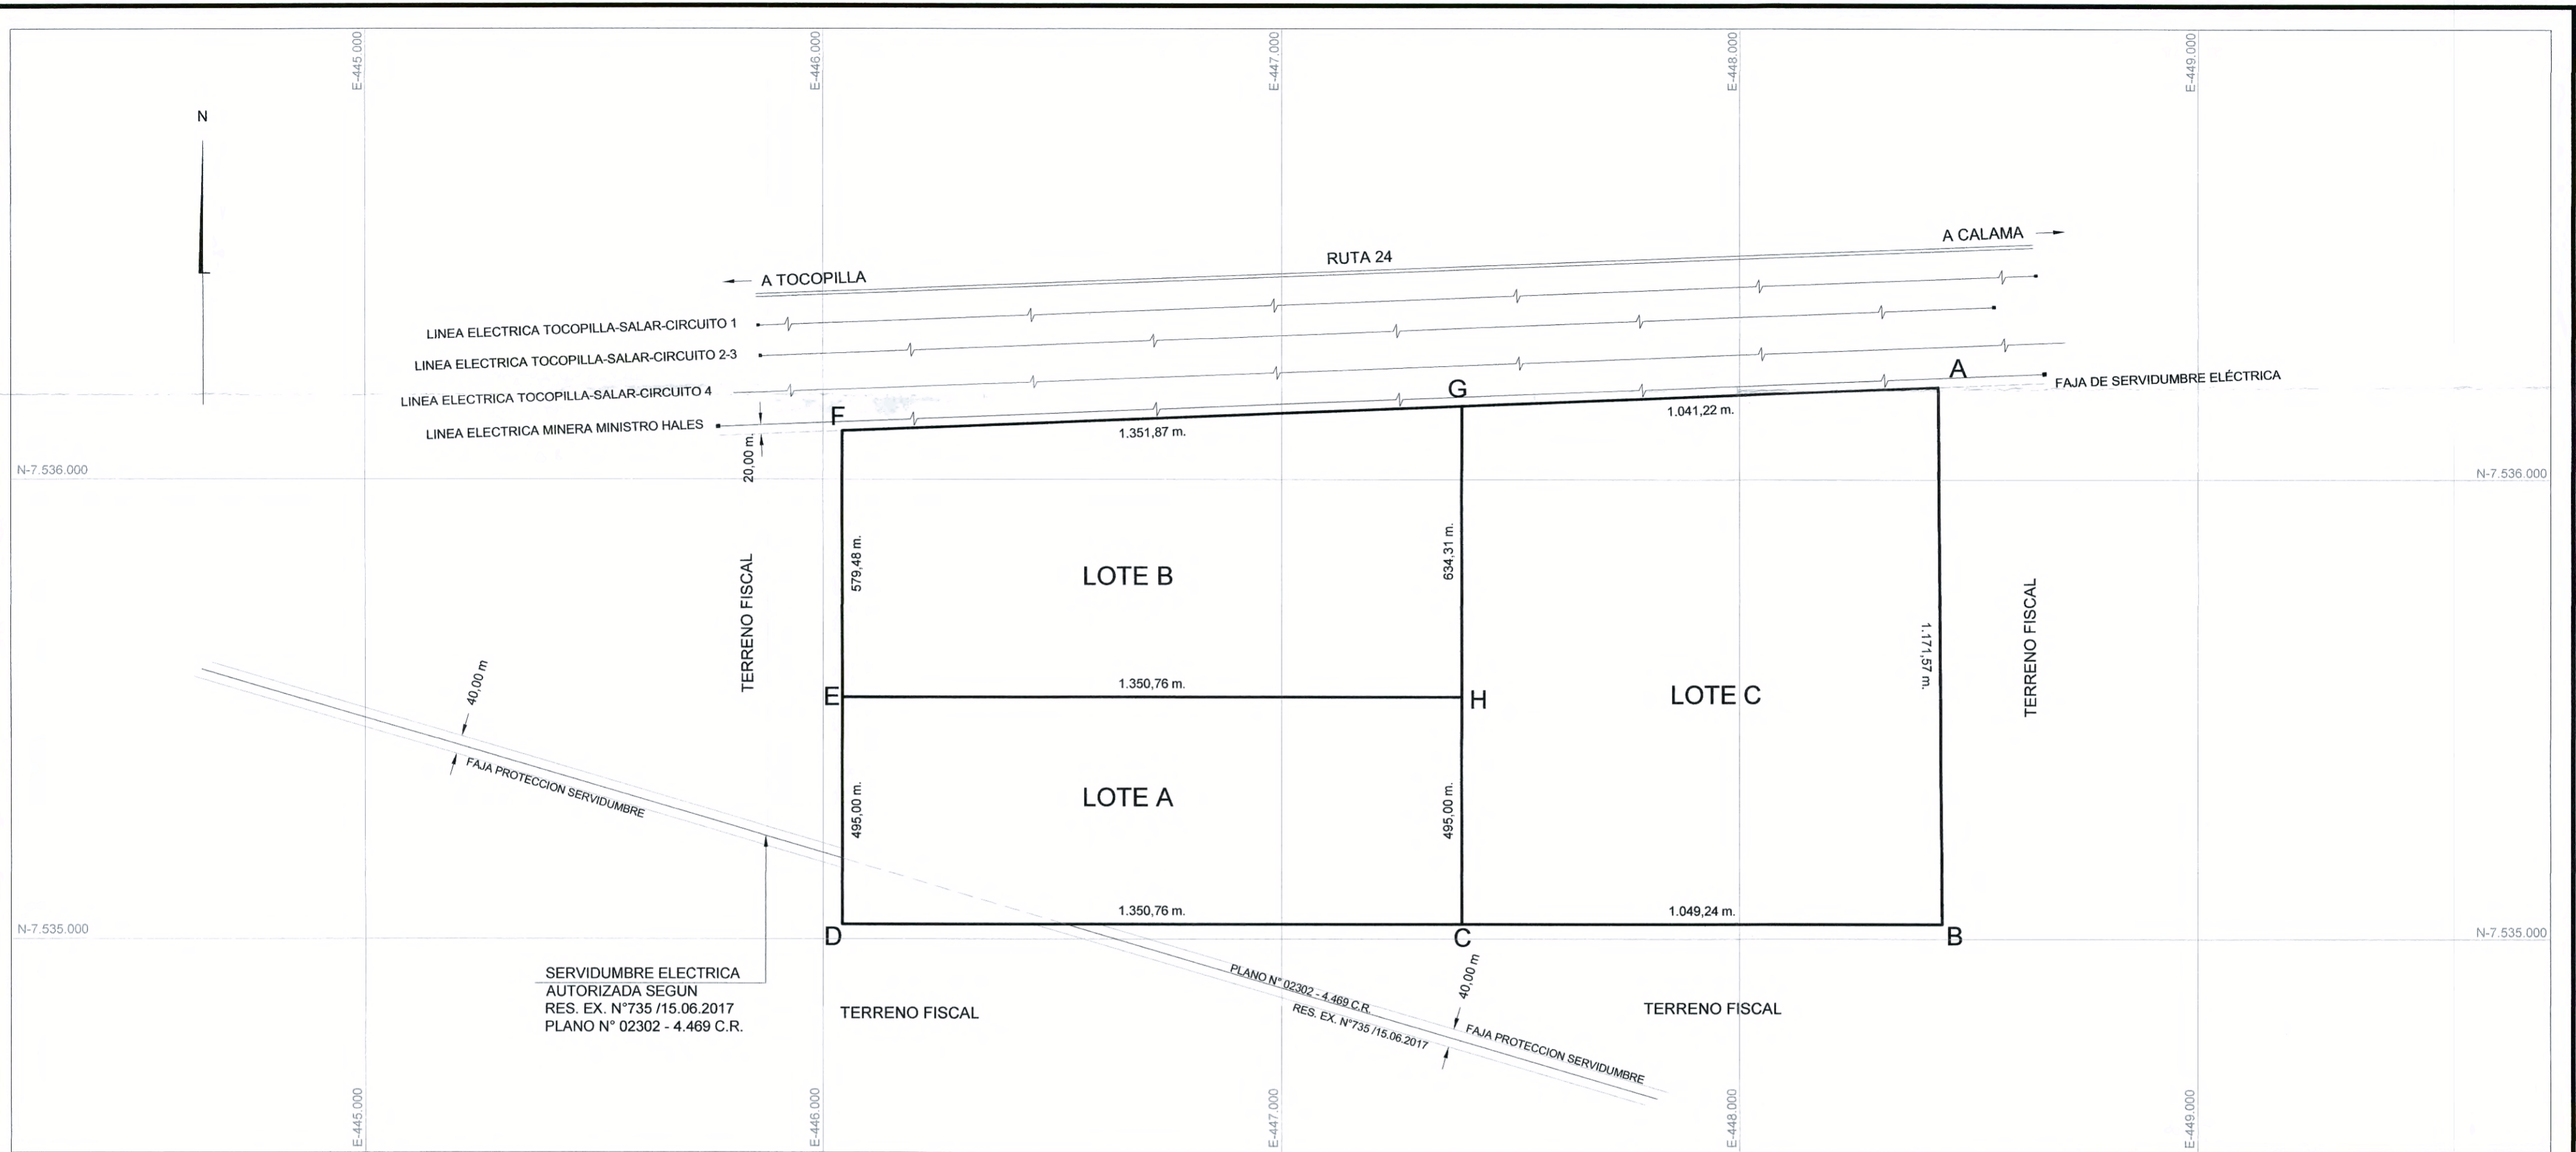 E-445.000
E-446.000
E-447.000
E-448.000
E-449.000
N
A CALAMA
RUTA 24
A TOCOPILLA
LINEA ELECTRICA TOCOPILLA-SALAR-CIRCUITO 1
LINEA ELECTRICA TOCOPILLA-SALAR-CIRCUITO 2-3
LINEA ELECTRICA TOCOPILLA-SALAR-CIRCUITO 4
LINEA ELECTRICA MINERA MINISTRO HALES
FAJA DE SERVIDUMBRE ELÉCTRICA
A
G
F
1.041,22 m.
1.351,87 m.
20,00 m.
N-7.536.000
N-7.536.000
579,48 m.
634,31 m.
LOTE B
TERRENO FISCAL
1.171,57 m.
TERRENO FISCAL
40,00 m
E
1.350,76 m.
H
LOTE C
FAJA PROTECCION SERVIDUMBRE
495,00 m.
LOTE A
495,00 m.
1.350,76 m.
1.049,24 m.
N-7.535.000
D
C
B
N-7.535.000
SERVIDUMBRE ELECTRICA
AUTORIZADA SEGUN
RES. EX. N°735 /15.06.2017
PLANO N° 02302 - 4.469 C.R.
TERRENO FISCAL
PLANO N° 02302 - 4.469 C.R.
RES. EX. N°735 /15.06.2017
40,00 m
FAJA PROTECCION SERVIDUMBRE
TERRENO FISCAL
E-445.000
E-446.000
E-447.000
E-448.000
E-449.000